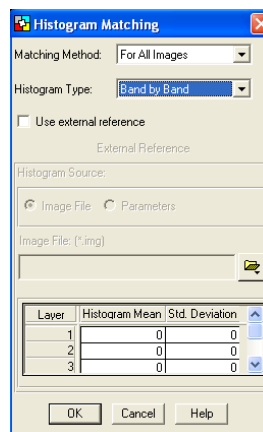 Histogram Matching
Matching Method: For All Images
Histogram Type: Band by Band
Use external reference
External Reference
Histogram Source:
Image File Parameters
Image File: (*.img)
Layer Histogram Mean Std. Deviation
1 0 0
2 0 0
3 0 0
OK Cancel Help